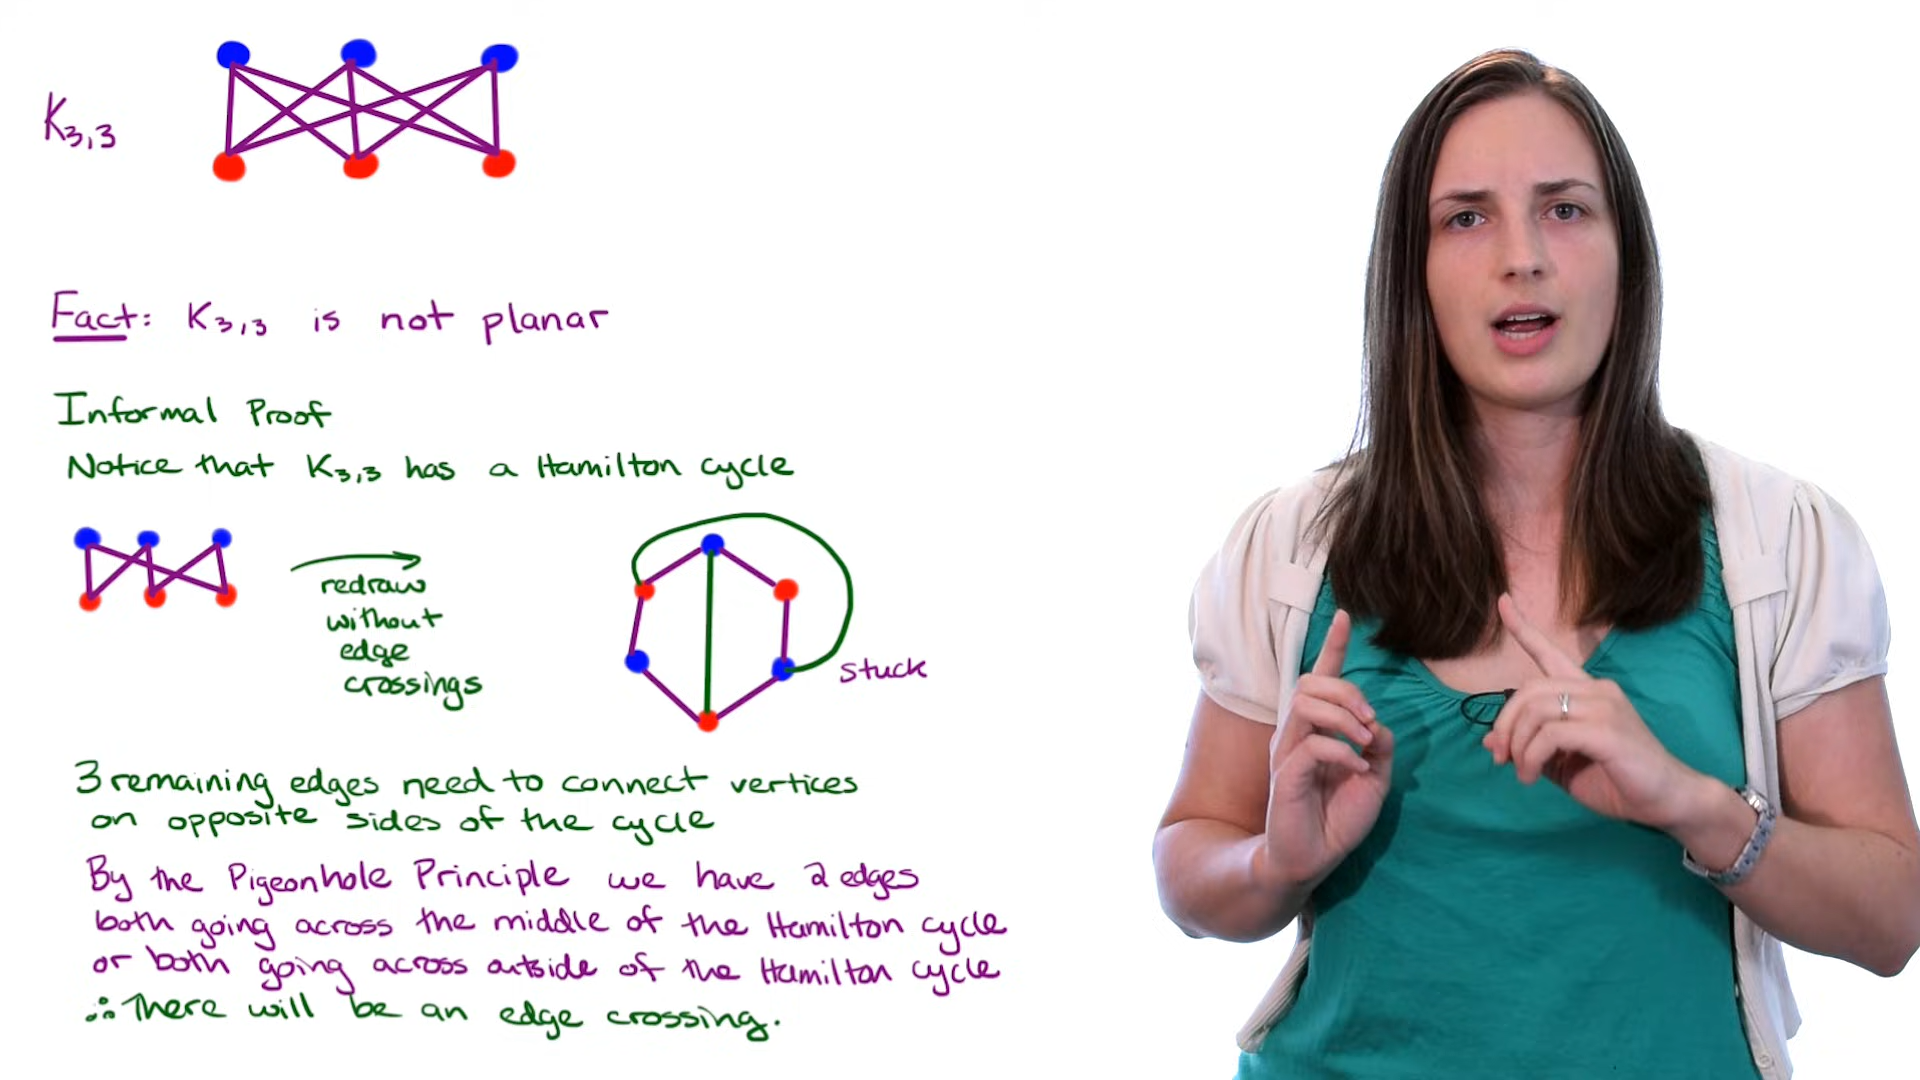 K3,3
Fact: K3,3 is not planar
Informal Proof
Notice that K3,3 has a Hamilton cycle
redraw
without
edge
crossings
stuck
3 remaining edges need to connect vertices
on opposite sides of the cycle
By the Pigeonhole Principle we have 2 edges
both going across the middle of the Hamilton cycle
or both going across outside of the Hamilton cycle
∴ There will be an edge crossing.